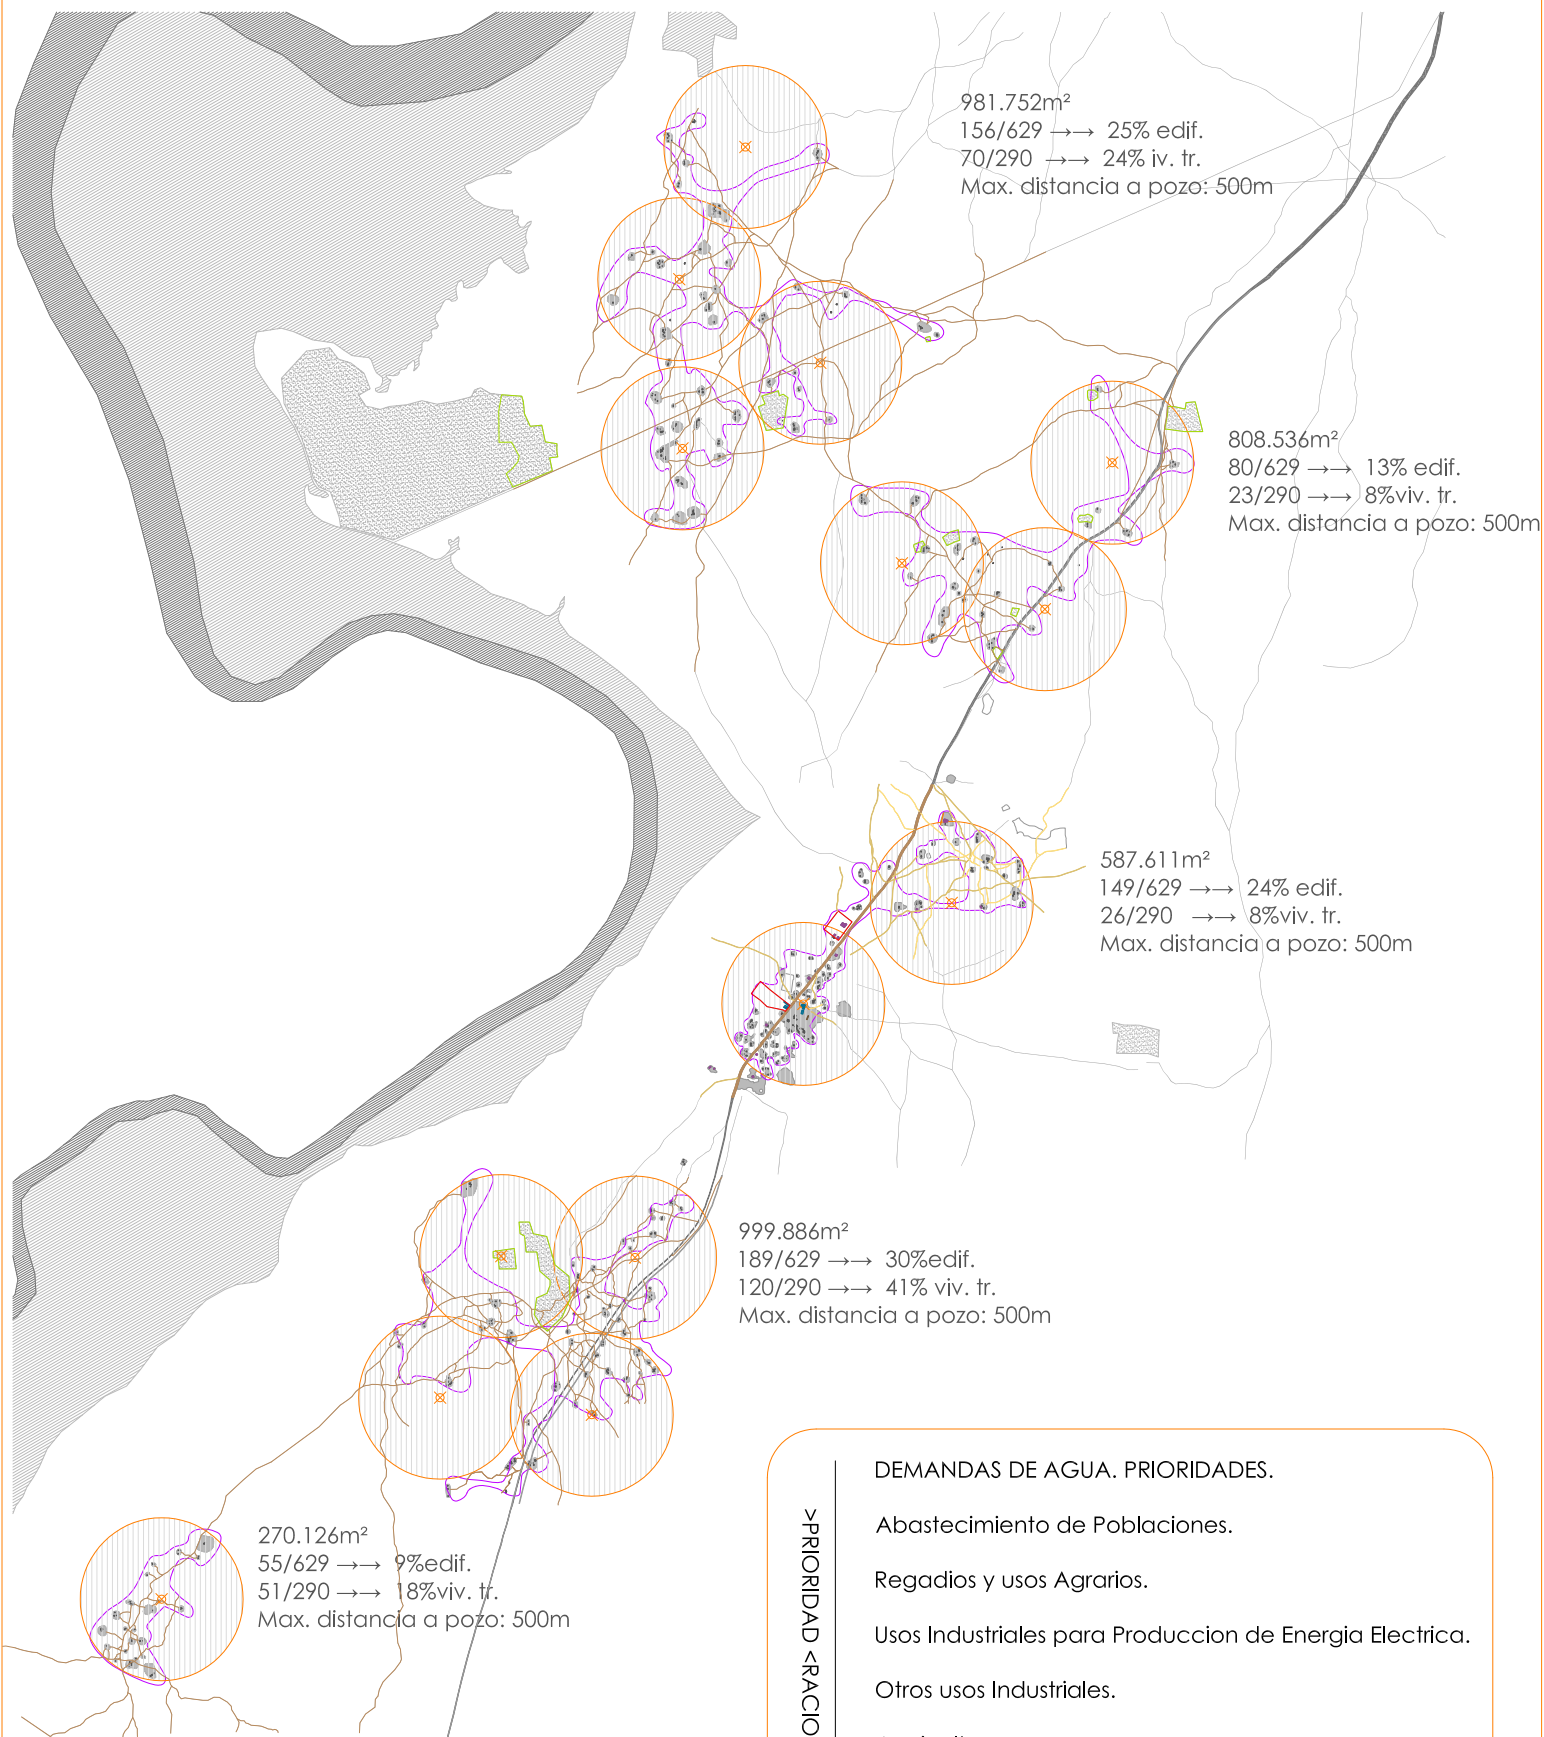 981.752m²
156/629 →→ 25% edif.
70/290 →→ 24% iv. tr.
Max. distancia a pozo: 500m
808.536m²
80/629 →→ 13% edif.
23/290 →→ 8%viv. tr.
Max. distancia a pozo: 500m
587.611m²
149/629 →→ 24% edif.
26/290 →→ 8%viv. tr.
Max. distancia a pozo: 500m
999.886m²
189/629 →→ 30%edif.
120/290 →→ 41% viv. tr.
Max. distancia a pozo: 500m
270.126m²
55/629 →→ 9%edif.
51/290 →→ 18%viv. tr.
Max. distancia a pozo: 500m
>PRIORIDAD <RACIO
DEMANDAS DE AGUA. PRIORIDADES.
Abastecimiento de Poblaciones.
Regadios y usos Agrarios.
Usos Industriales para Produccion de Energia Electrica.
Otros usos Industriales.